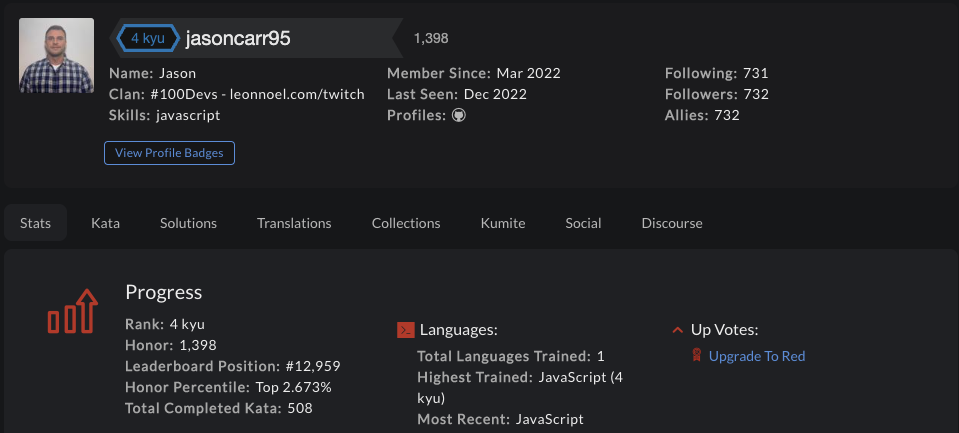 4 kyu jasoncarr95 1,398
Name: Jason
Clan: #100Devs - leonnoel.com/twitch
Skills: javascript
Member Since: Mar 2022
Last Seen: Dec 2022
Profiles:
Following: 731
Followers: 732
Allies: 732
View Profile Badges
Stats Kata Solutions Translations Collections Kumite Social Discourse
Progress
Rank: 4 kyu
Honor: 1,398
Leaderboard Position: #12,959
Honor Percentile: Top 2.673%
Total Completed Kata: 508
Languages:
Total Languages Trained: 1
Highest Trained: JavaScript (4
kyu)
Most Recent: JavaScript
Up Votes:
Upgrade To Red